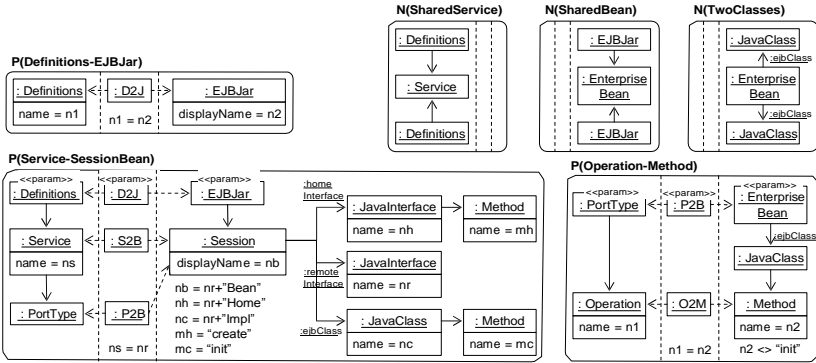 N(SharedService)
N(SharedBean)
N(TwoClasses)
: Definitions
: Service
: Definitions
: EJBJar
: Enterprise
Bean
: EJBJar
: JavaClass
:ejbClass
: Enterprise
Bean
:ejbClass
: JavaClass
P(Definitions-EJBJar)
: Definitions
name = n1
: D2J
n1 = n2
: EJBJar
displayName = n2
P(Service-SessionBean)
<<param>>
: Definitions
<<param>>
: D2J
<<param>>
: EJBJar
: Service
name = ns
: S2B
: Session
displayName = nb
: PortType
: P2B
ns = nr
nb = nr+"Bean"
nh = nr+"Home"
nc = nr+"Impl"
mh = "create"
mc = "init"
:home
Interface
: JavaInterface
name = nh
: Method
name = mh
:remote
Interface
: JavaInterface
name = nr
:ejbClass
: JavaClass
name = nc
: Method
name = mc
P(Operation-Method)
<<param>>
: PortType
<<param>>
: P2B
<<param>>
: Enterprise
Bean
:ejbClass
: JavaClass
: Operation
name = n1
: O2M
n1 = n2
: Method
name = n2
n2 <> "init"